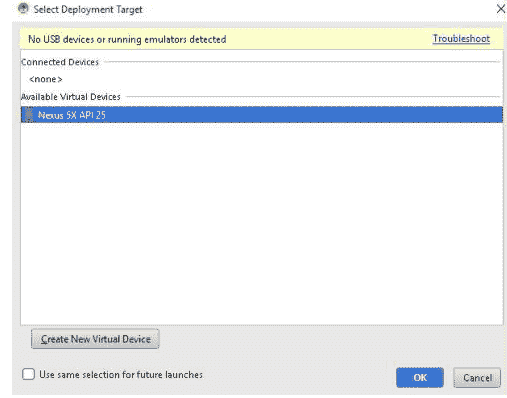 Select Deployment Target
No USB devices or running emulators detected Troubleshoot
Connected Devices
<none>
Available Virtual Devices
Nexus 5X API 25
Create New Virtual Device
Use same selection for future launches
OK Cancel